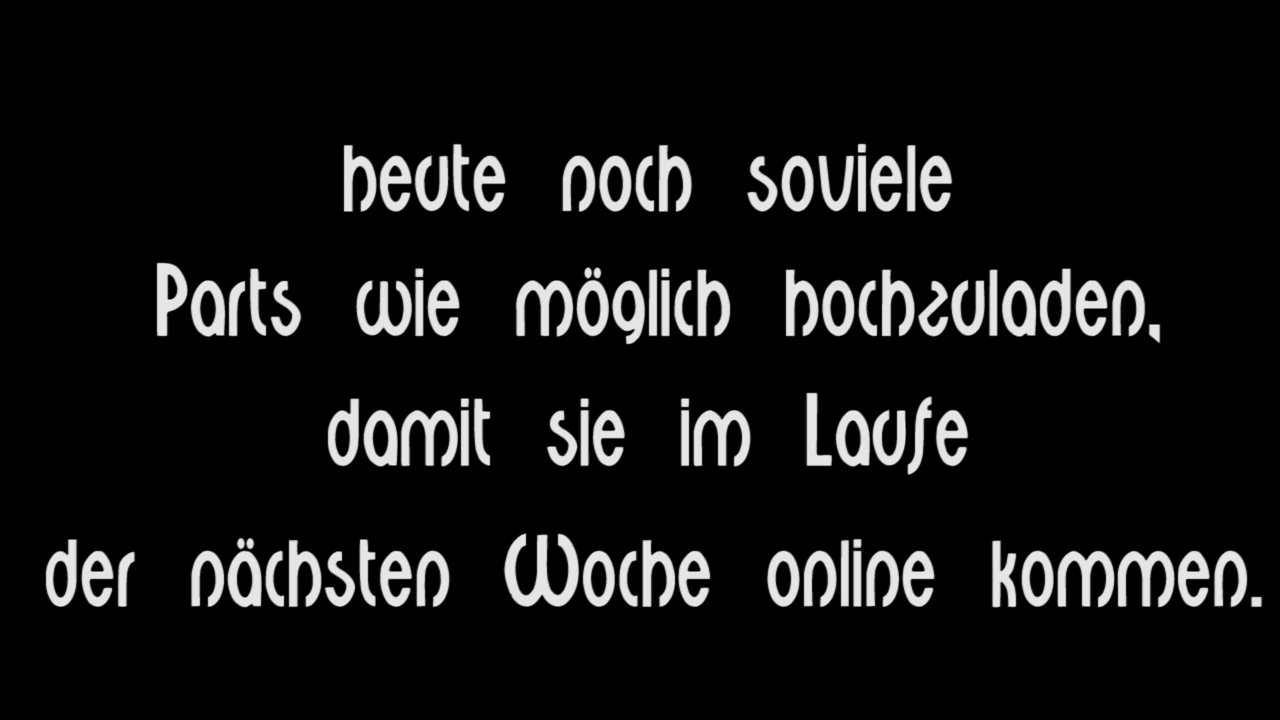 heute noch soviele
Parts wie möglich hochzuladen,
damit sie im Laufe
der nächsten Woche online kommen.